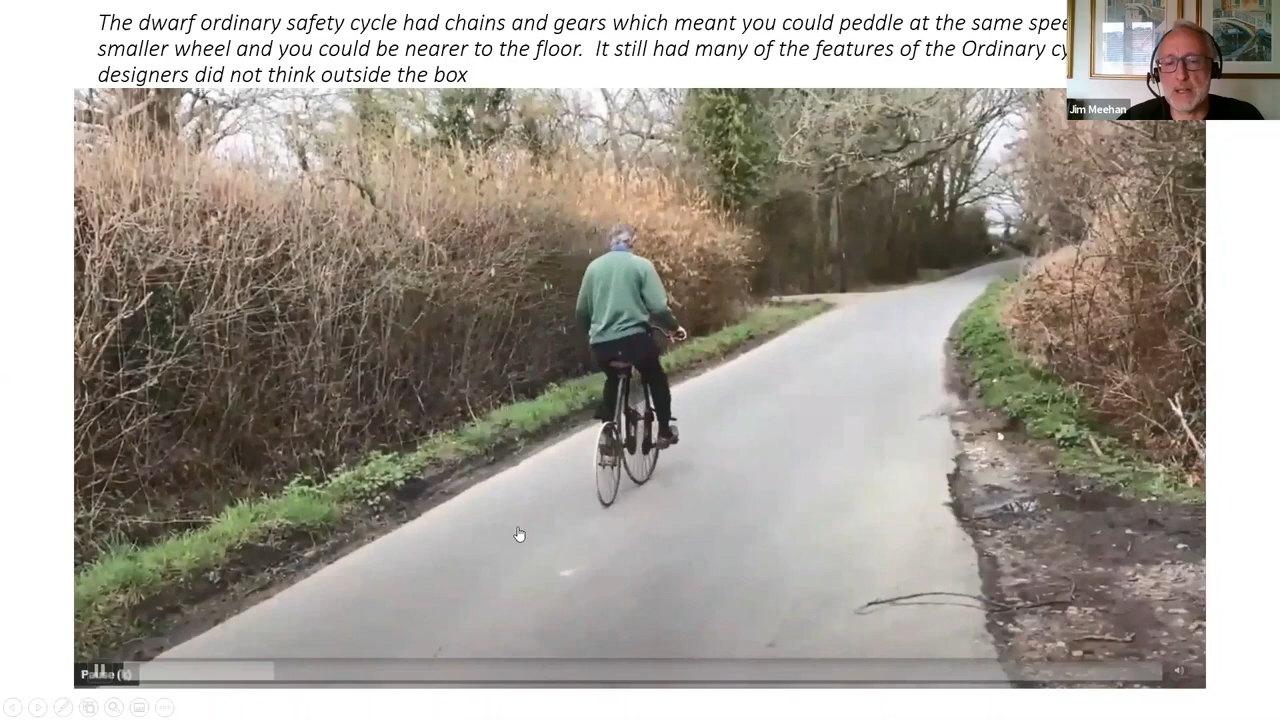 The dwarf ordinary safety cycle had chains and gears which meant you could peddle at the same
smaller wheel and you could be nearer to the floor. It still had many of the features of the Ordinary
designers did not think outside the box
Jim Meehan